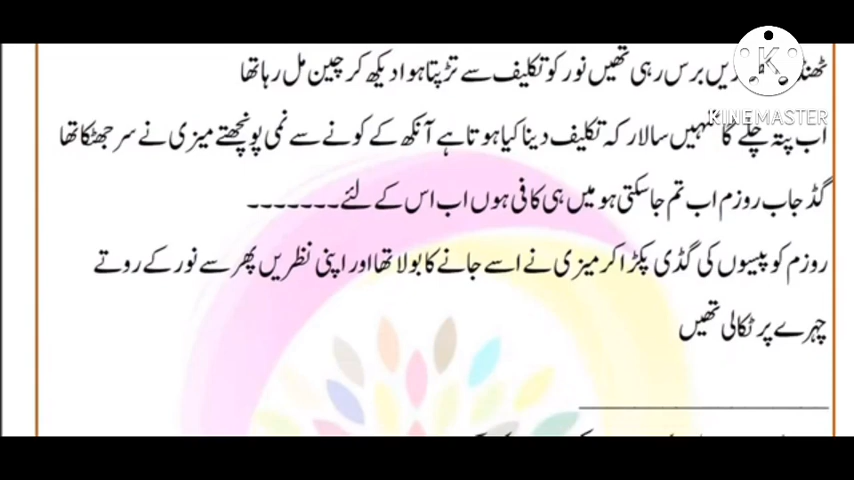 KINEMASTER
برس رہی تھیں نور کو تکلیف سے تڑپتا ہوا دیکھ کر چین مل رہا تھا
اب پتہ چلے گا تمہیں سالار کہ تکلیف دینا کیا ہوتا ہے آنکھ کے کونے سے نمی پونچھتے میزی نے سر جھٹکا تھا
گڈ جاب روزم اب تم جا سکتی ہو میں ہی کافی ہوں اب اس کے لئے۔۔۔۔۔۔۔
روزم کو پیسوں کی گڈی پکڑا کر میزی نے اسے جانے کا بولا تھا اور اپنی نظریں پھر سے نور کے روتے
چہرے پر ٹکالی تھیں